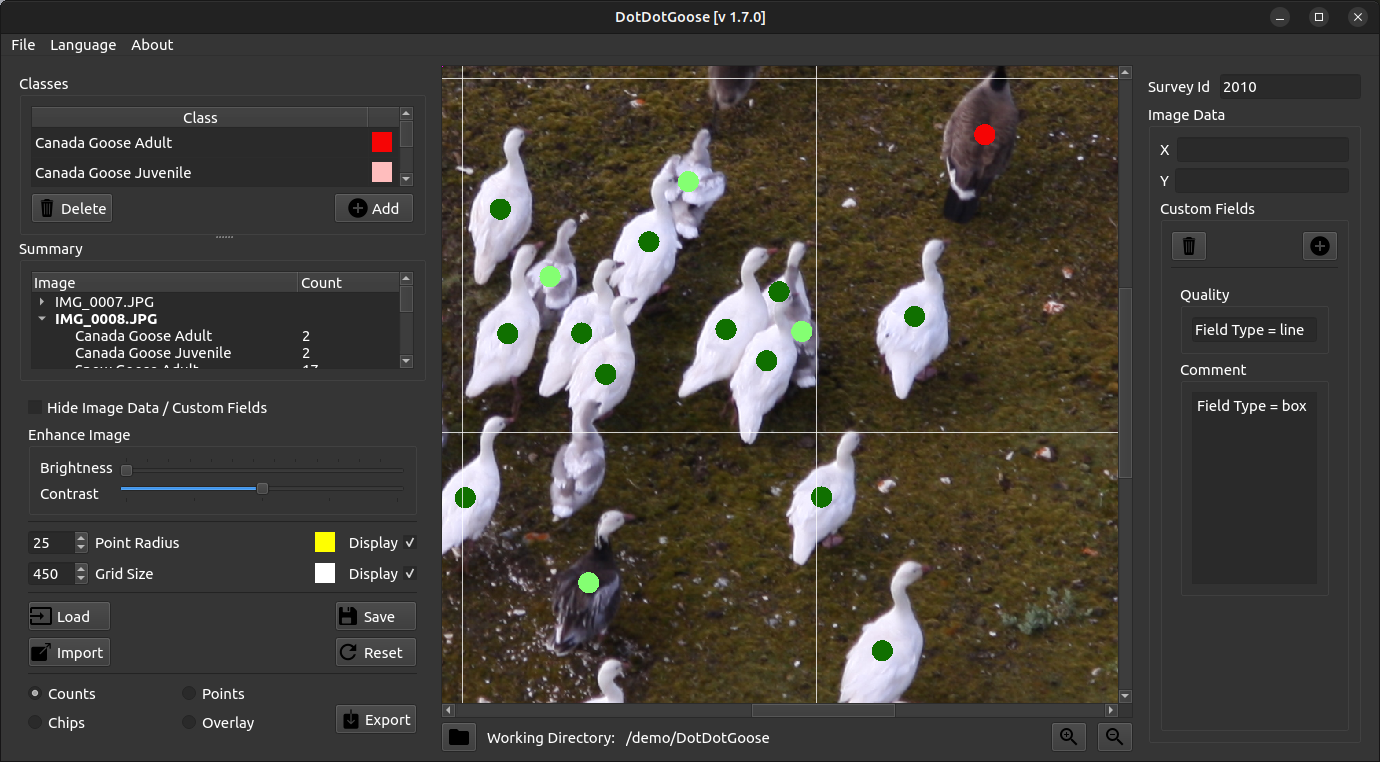 DotDotGoose [v 1.7.0]
File Language About
Classes
Class
Canada Goose Adult
Canada Goose Juvenile
Delete
Add
Summary
Image Count
IMG_0007.JPG
IMG_0008.JPG
Canada Goose Adult 2
Canada Goose Juvenile 2
Snow Goose Adult 17
Hide Image Data / Custom Fields
Enhance Image
Brightness
Contrast
25 Point Radius Display
450 Grid Size Display
Load
Save
Import
Reset
Counts
Points
Chips
Overlay
Export
Working Directory: /demo/DotDotGoose
Survey Id 2010
Image Data
X
Y
Custom Fields
Quality
Field Type = line
Comment
Field Type = box